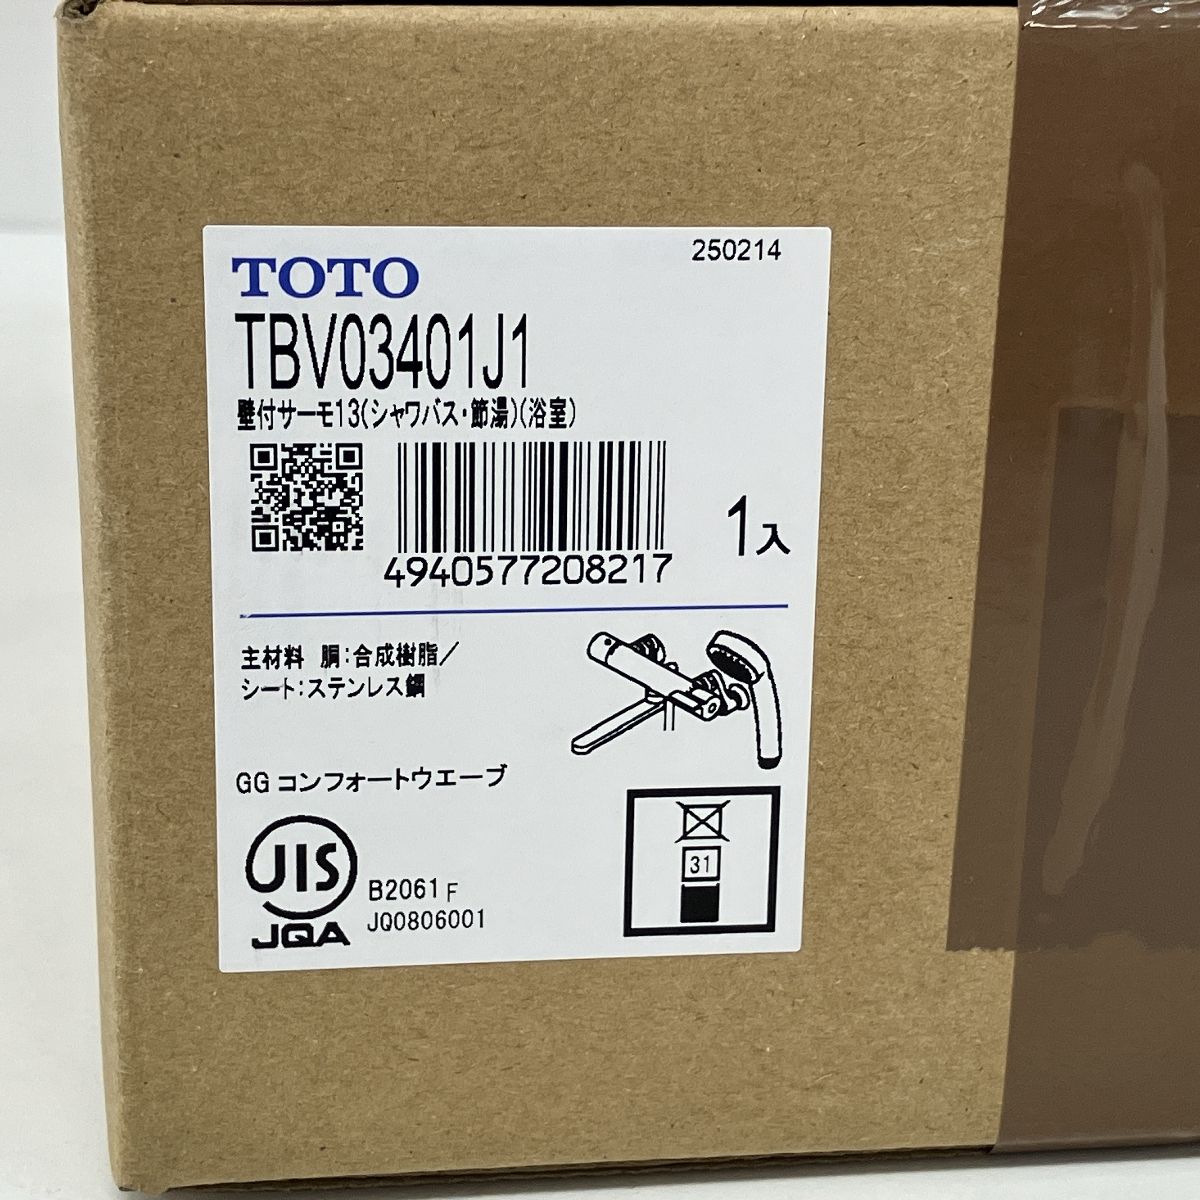 250214
TOTO
TBV03401J1
壁付サーモ13(シャワバス・節湯)(浴室)
1入
4940577208217
主材料 胴:合成樹脂/
シート:ステンレス鋼
GG コンフォートウエーブ
JIS
B2061 F
JQA
JQ0806001
31